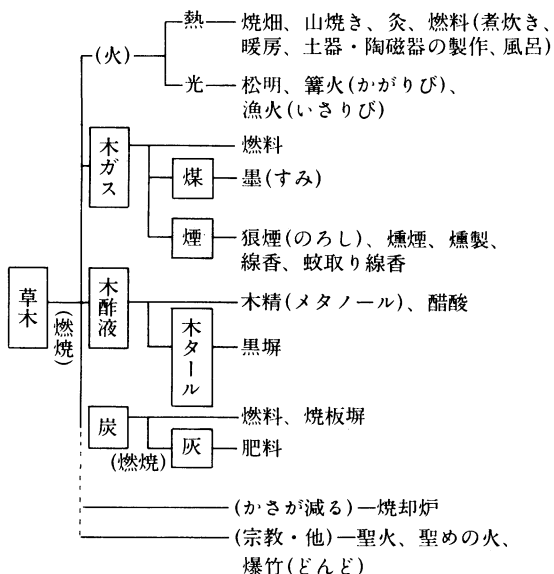 熱 焼畑、山焼き、灸、燃料(煮炊き、
暖房、土器・陶磁器の製作、風呂)
(火)
光 松明、篝火(かがりび)、
漁火(いさりび)
木ガス 燃料
煤 墨(すみ)
煙 狼煙(のろし)、燻煙、燻製、
線香、蚊取り線香
草木
(燃焼)
木酢液 木精(メタノール)、醋酸
木タール 黒塀
炭 燃料、焼板塀
(燃焼) 灰 肥料
(かさが減る)—焼却炉
(宗教・他)—聖火、聖めの火、
爆竹(どんど)